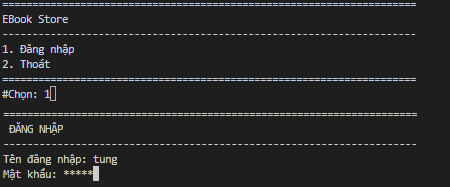 ================================================================
EBook Store
----------------------------------------------------------------
1. Đăng nhập
2. Thoát
================================================================
#Chọn: 1
================================================================
ĐĂNG NHẬP
----------------------------------------------------------------
Tên đăng nhập: tung
Mật khẩu: *****